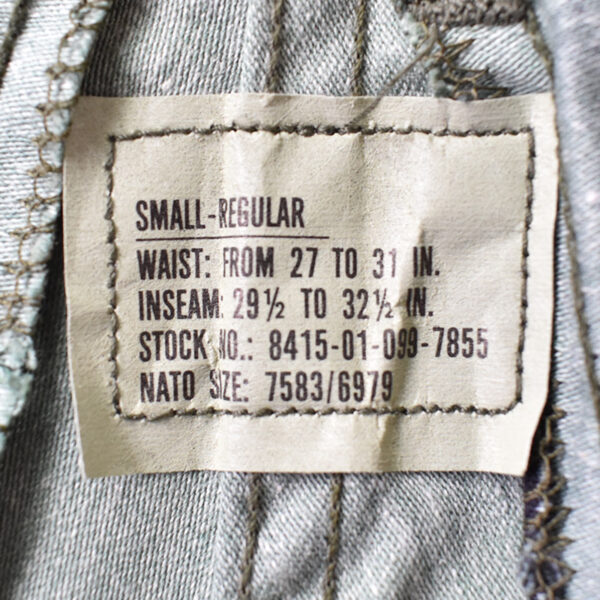 SMALL-REGULAR
WAIST: FROM 27 TO 31 IN.
INSEAM: 29½ TO 32½ IN.
STOCK NO.: 8415-01-099-7855
NATO SIZE: 7583/6979